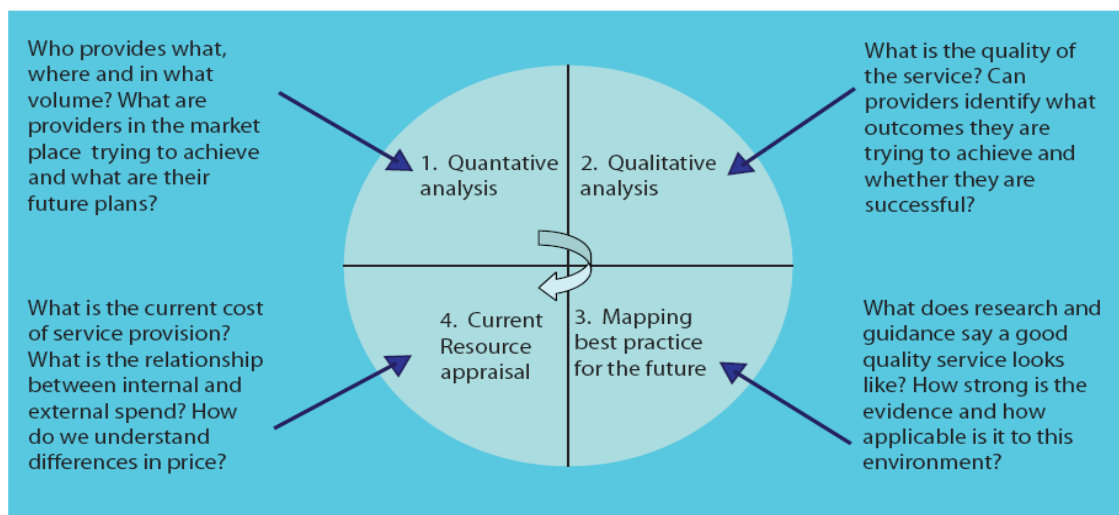 Who provides what,
where and in what
volume? What are
providers in the market
place trying to achieve
and what are their
future plans?
What is the quality of
the service? Can
providers identify what
outcomes they are
trying to achieve and
whether they are
successful?
1. Quantative
analysis
2. Qualitative
analysis
4. Current
Resource
appraisal
3. Mapping
best practice
for the future
What is the current cost
of service provision?
What is the relationship
between internal and
external spend? How
do we understand
differences in price?
What does research and
guidance say a good
quality service looks
like? How strong is the
evidence and how
applicable is it to this
environment?